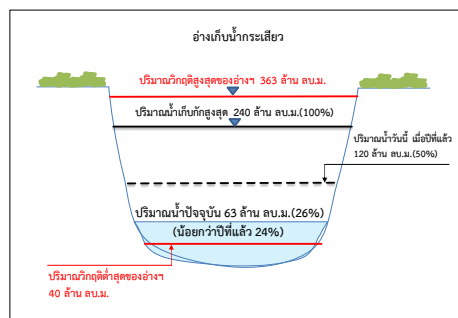 อ่างเก็บน้ำกระเสียว
ปริมาณวิกฤติสูงสุดของอ่างฯ 363 ล้าน ลบ.ม.
ปริมาณน้ำเก็บกักสูงสุด 240 ล้าน ลบ.ม.(100%)
ปริมาณน้ำวันนี้ เมื่อปีที่แล้ว
120 ล้าน ลบ.ม.(50%)
ปริมาณน้ำปัจจุบัน 63 ล้าน ลบ.ม.(26%)
(น้อยกว่าปีที่แล้ว 24%)
ปริมาณวิกฤติต่ำสุดของอ่างฯ
40 ล้าน ลบ.ม.